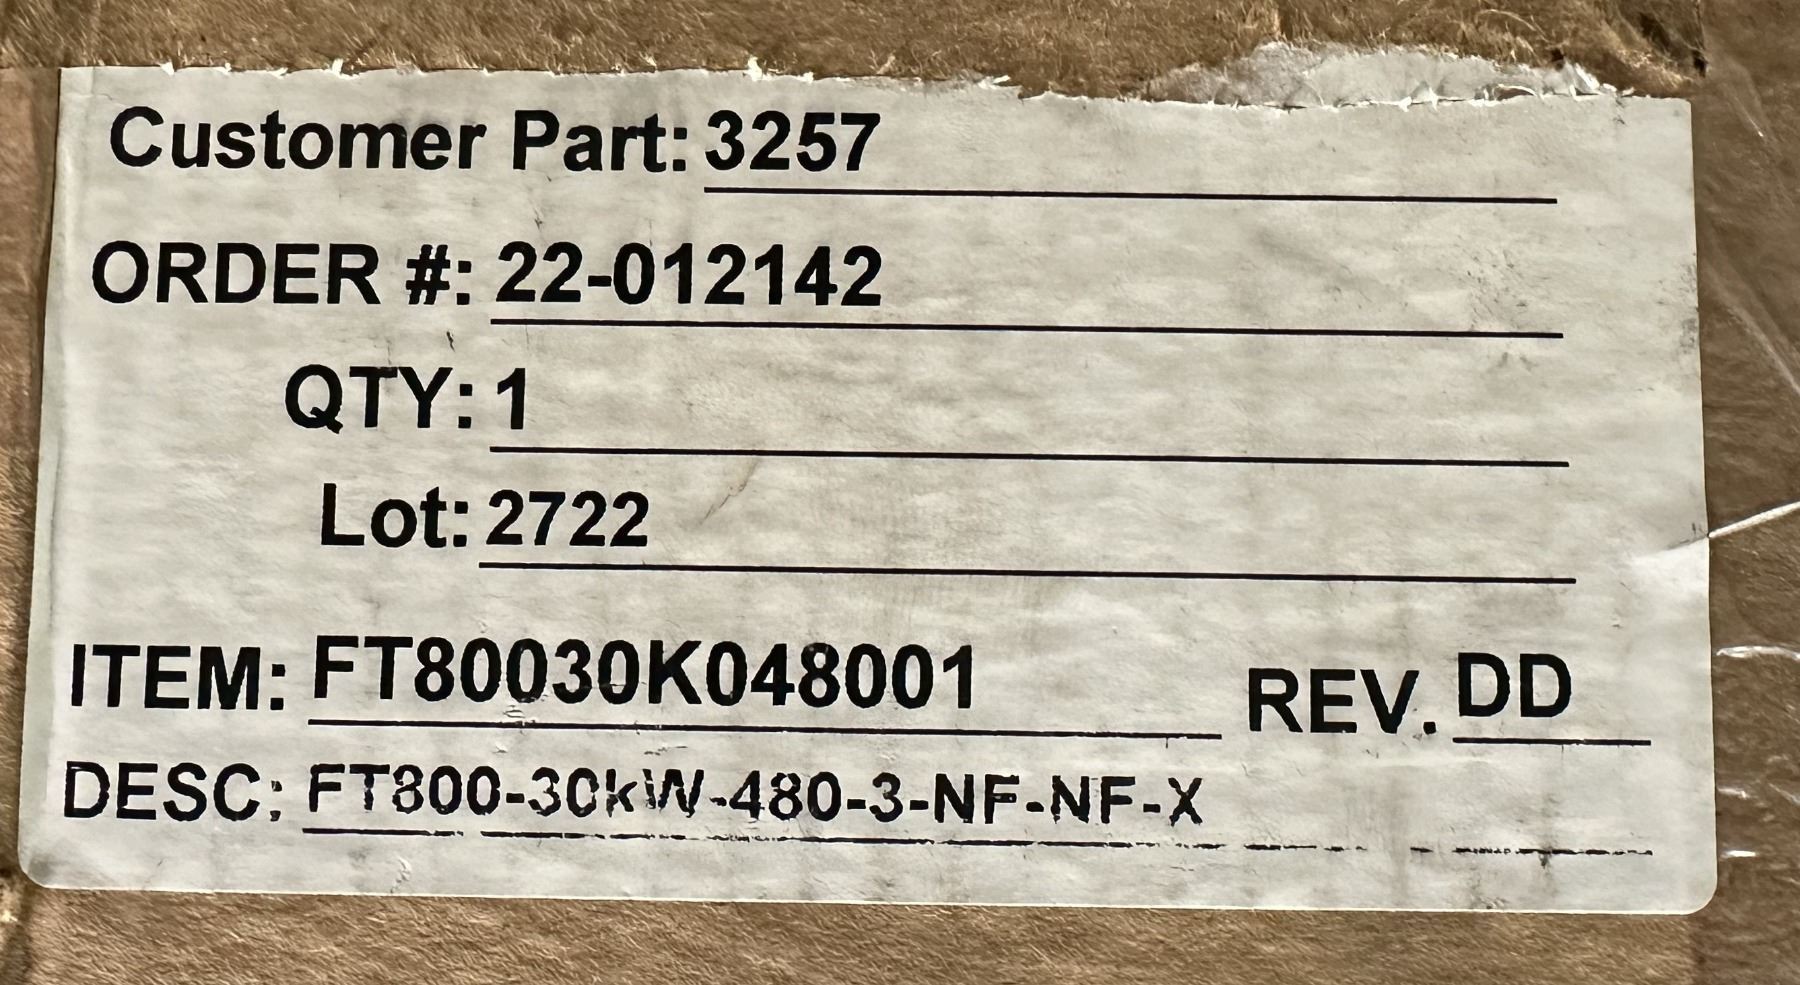 Customer Part: 3257
ORDER #: 22-012142
QTY: 1
Lot: 2722
ITEM: FT80030K048001 REV. DD
DESC: FT800-30kW-480-3-NF-NF-X